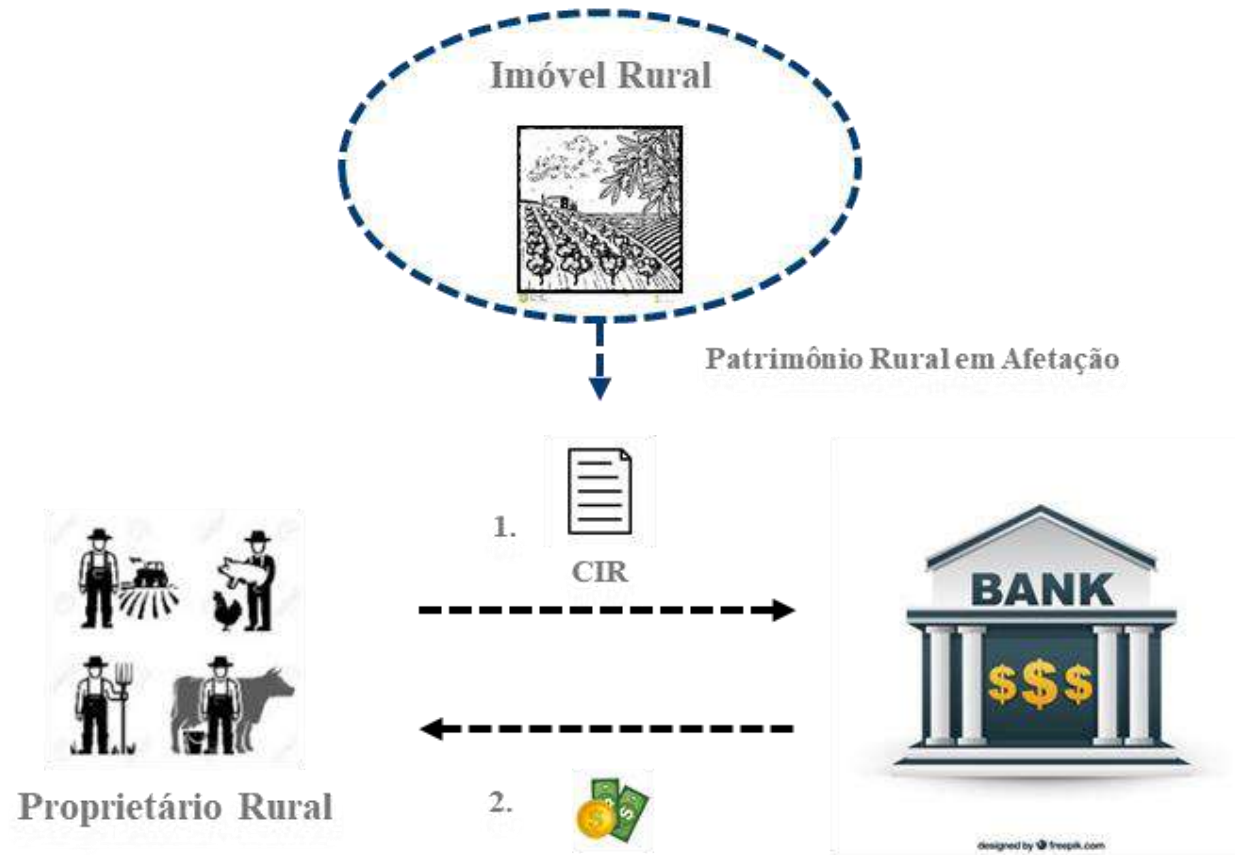 Imóvel Rural
Patrimônio Rural em Afetação
1.
CIR
BANK
$$$
Proprietário Rural
2.
designed by freepik.com